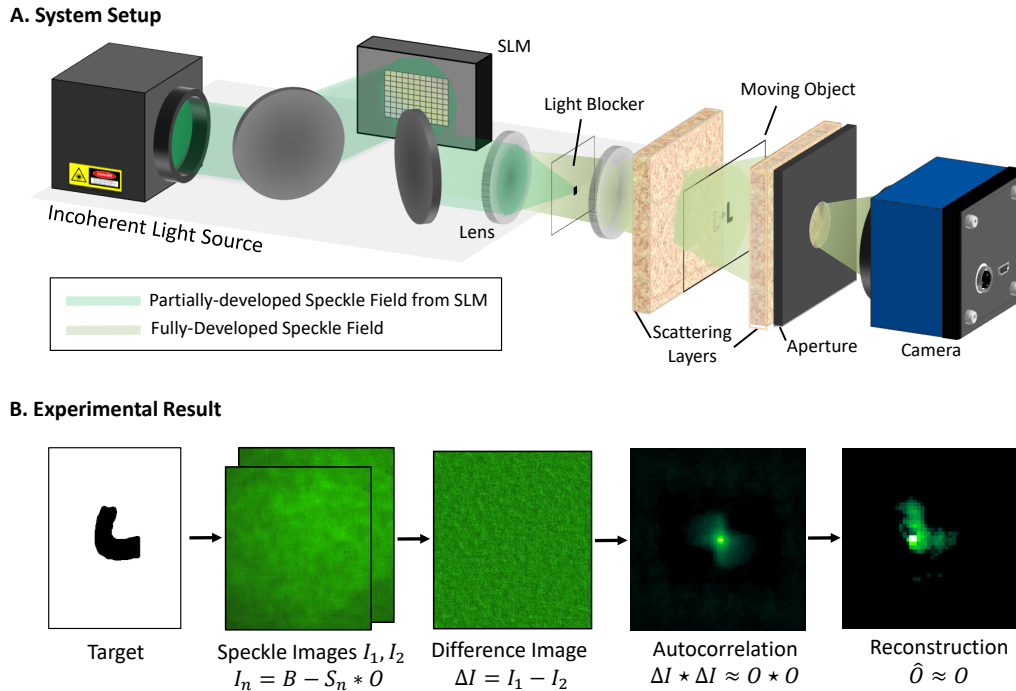 A. System Setup
SLM
Moving Object
Light Blocker
DANGER
Incoherent Light Source
Lens
Partially-developed Speckle Field from SLM
Fully-Developed Speckle Field
Scattering
Layers
Aperture
Camera
B. Experimental Result
Target
Speckle Images I₁, I₂
Iₙ = B − Sₙ ∗ O
Difference Image
ΔI = I₁ − I₂
Autocorrelation
ΔI ⋆ ΔI ≈ O ⋆ O
Reconstruction
Ô ≈ O